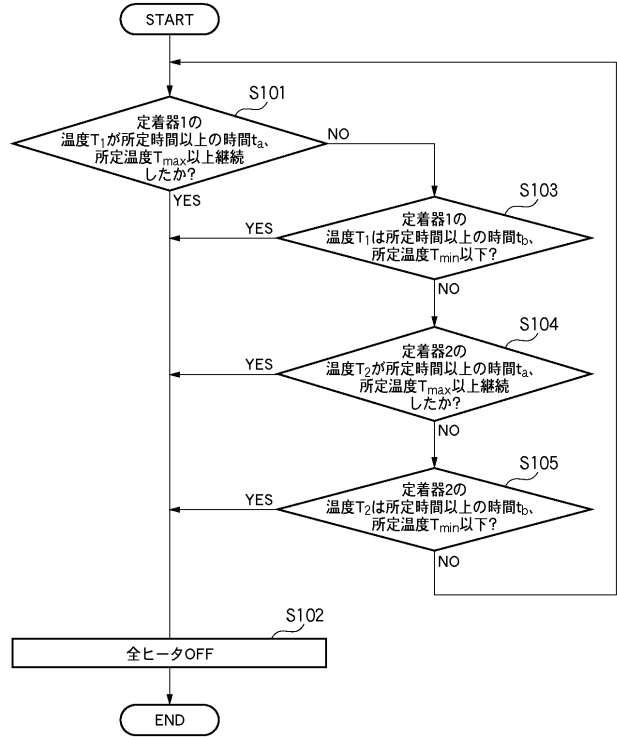 START
S101
定着器1の
温度T1が所定時間以上の時間ta、
所定温度Tmax以上継続
したか?
NO
YES
S103
定着器1の
温度T1は所定時間以上の時間tb、
所定温度Tmin以下?
YES
NO
S104
定着器2の
温度T2が所定時間以上の時間ta、
所定温度Tmax以上継続
したか?
YES
NO
S105
定着器2の
温度T2は所定時間以上の時間tb、
所定温度Tmin以下?
YES
NO
S102
全ヒータOFF
END